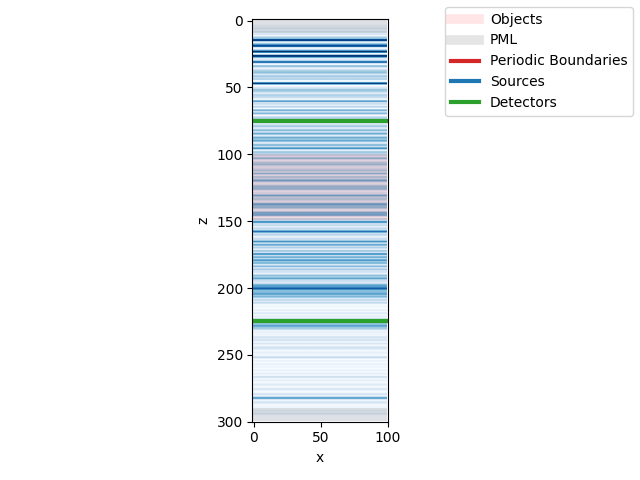 Objects
PML
Periodic Boundaries
Sources
Detectors
0
50
100
150
200
250
300
z
0
50
100
x